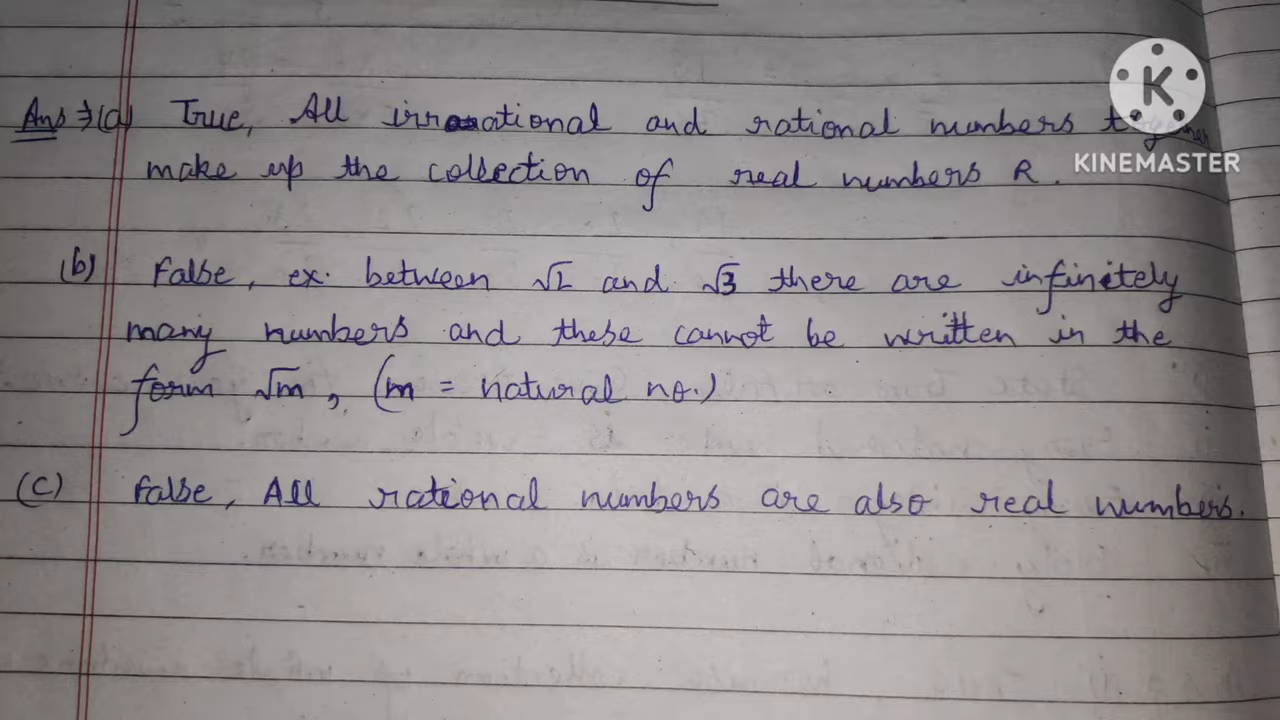 Ans → (a) True, All irrational and rational numbers
make up the collection of real numbers R.
KINEMASTER
(b) False, ex. between √2 and √3 there are infinitely
many numbers and these cannot be written in the
form √m, (m = natural no.)
(C) False, All rational numbers are also real numbers.